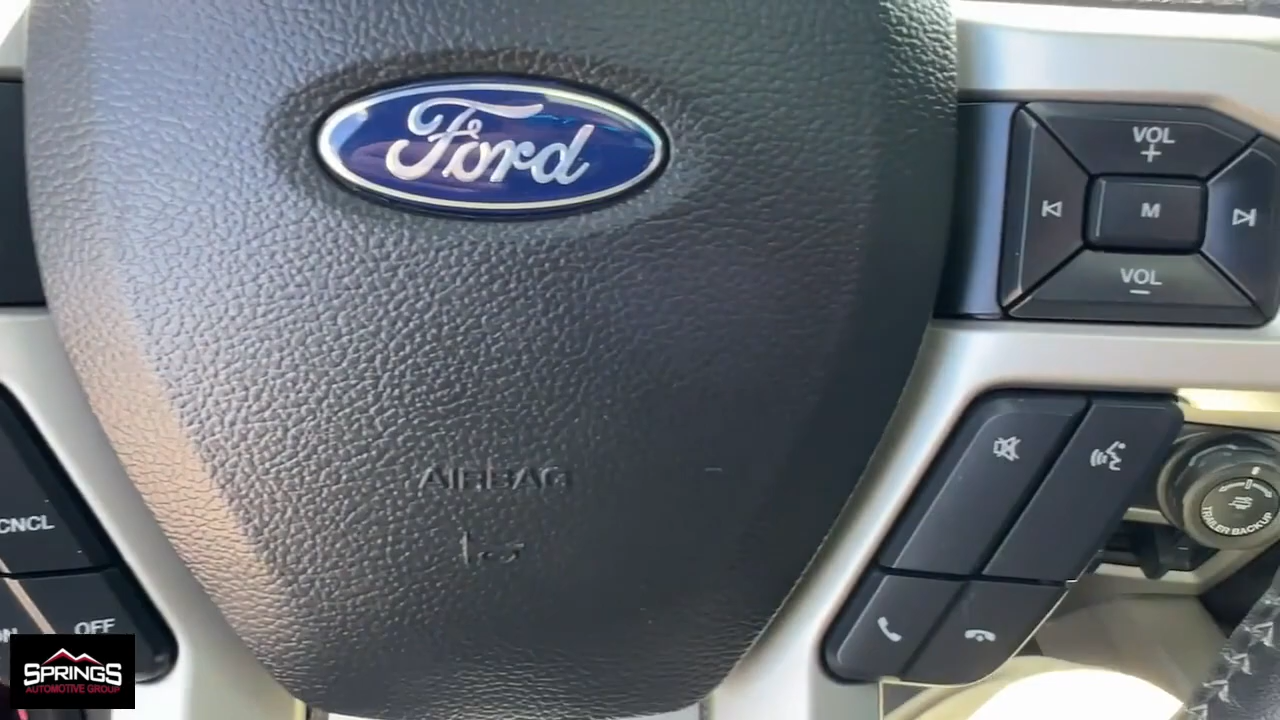 Ford
VOL
+
M
VOL
−
AIRBAG
CNCL
OFF
TRAILER BACKUP
SPRINGS
AUTOMOTIVE GROUP